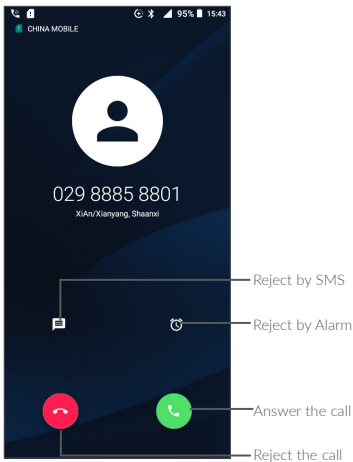 95% 15:43
CHINA MOBILE
029 8885 8801
XiAn/Xianyang, Shaanxi
Reject by SMS
Reject by Alarm
Answer the call
Reject the call